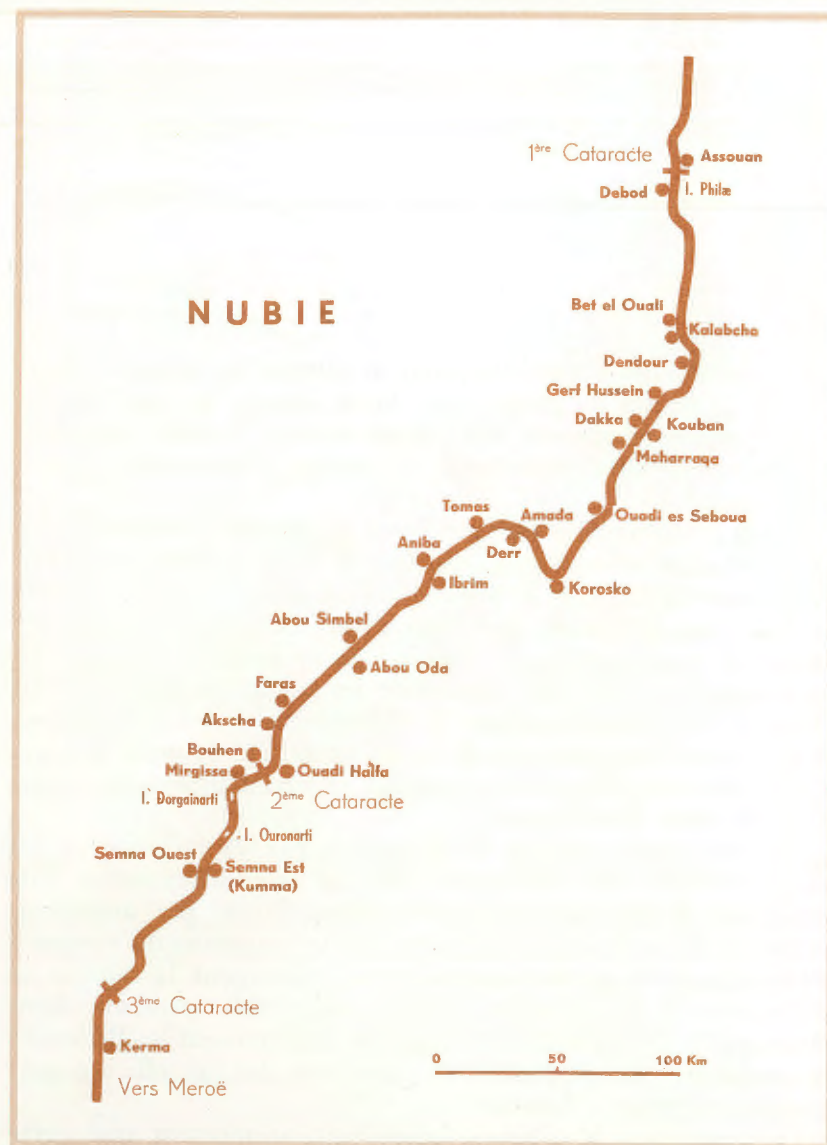 1ère Cataracte
Assouan
Debod
I. Philæ
NUBIE
Bet el Ouali
Kalabcha
Dendour
Gerf Hussein
Dakka
Kouban
Maharraqa
Tomas
Amada
Ouadi es Seboua
Aniba
Derr
Ibrim
Korosko
Abou Simbel
Abou Oda
Faras
Akscha
Bouhen
Mirgissa
Ouadi Halfa
I. Dorgainarti
2ème Cataracte
I. Ouronarti
Semna Ouest
Semna Est
(Kumma)
3ème Cataracte
Kerma
0 50 100 Km
Vers Meroë